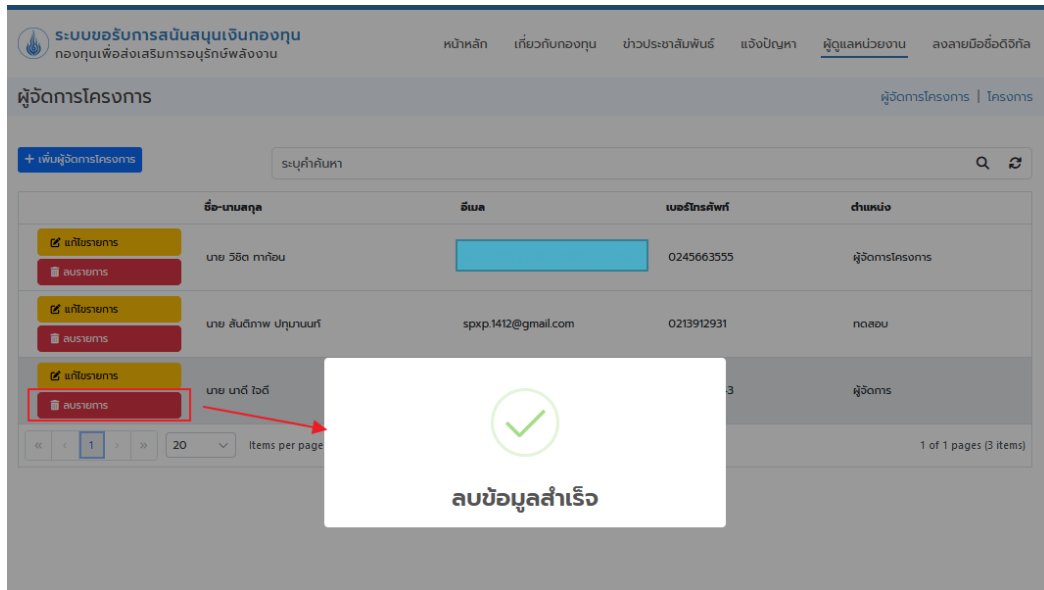 ระบบขอรับการสนับสนุนเงินกองทุน
กองทุนเพื่อส่งเสริมการอนุรักษ์พลังงาน
หน้าหลัก เกี่ยวกับกองทุน ข่าวประชาสัมพันธ์ แจ้งปัญหา ผู้ดูแลหน่วยงาน ลงลายมือชื่อดิจิทัล
ผู้จัดการโครงการ
ผู้จัดการโครงการ | โครงการ
+ เพิ่มผู้จัดการโครงการ
ระบุคำค้นหา
ชื่อ-นามสกุล อีเมล เบอร์โทรศัพท์ ตำแหน่ง
แก้ไขรายการ
นาย วิชิต ทาก้อน 0245663555 ผู้จัดการโครงการ
ลบรายการ
แก้ไขรายการ
นาย สันติภาพ ปทุมานนท์ spxp.1412@gmail.com 0213912931 ทดสอบ
ลบรายการ
แก้ไขรายการ
นาย นาดี ใจดี 3 ผู้จัดการ
ลบรายการ
« < 1 > » 20 Items per page 1 of 1 pages (3 items)
ลบข้อมูลสำเร็จ